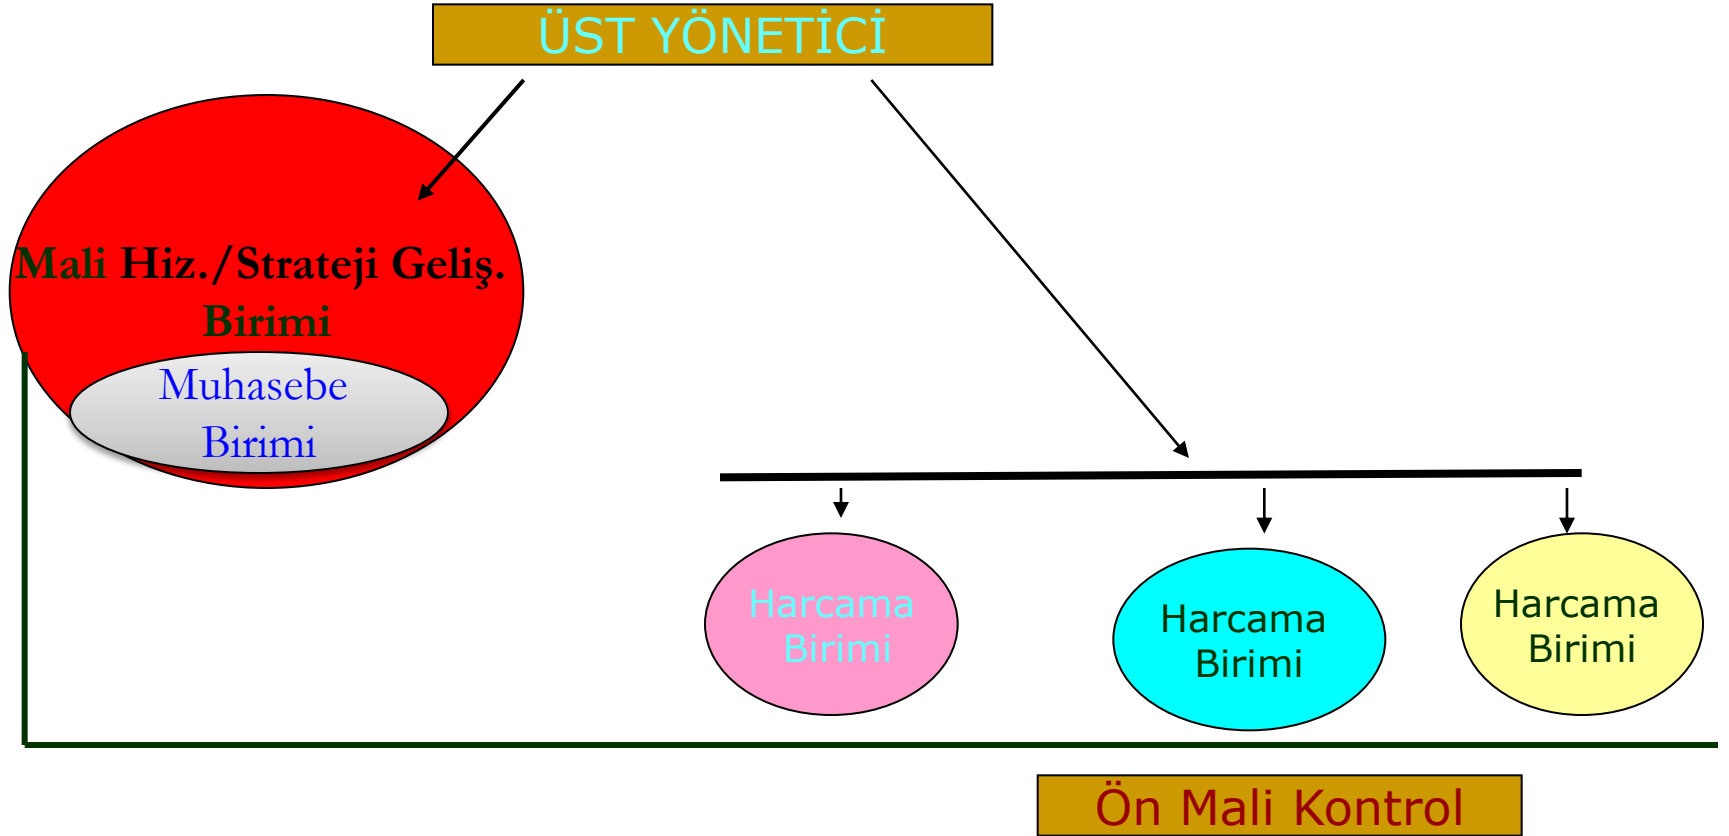 ÜST YÖNETİCİ
Mali Hiz./Strateji Geliş.
Birimi
Muhasebe
Birimi
Harcama
Birimi
Harcama
Birimi
Harcama
Birimi
Ön Mali Kontrol